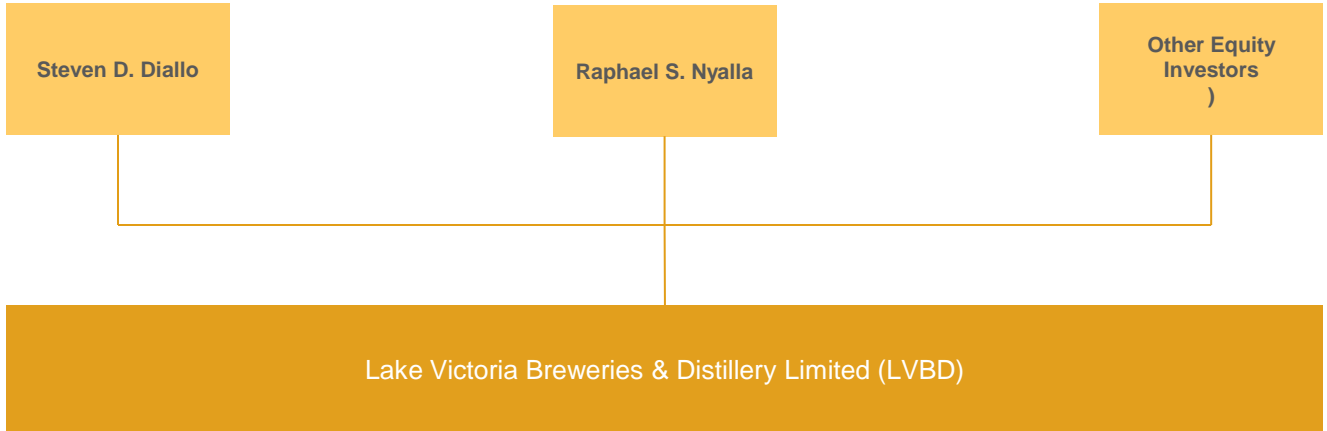 Steven D. Diallo
Raphael S. Nyalla
Other Equity
Investors
)
Lake Victoria Breweries & Distillery Limited (LVBD)